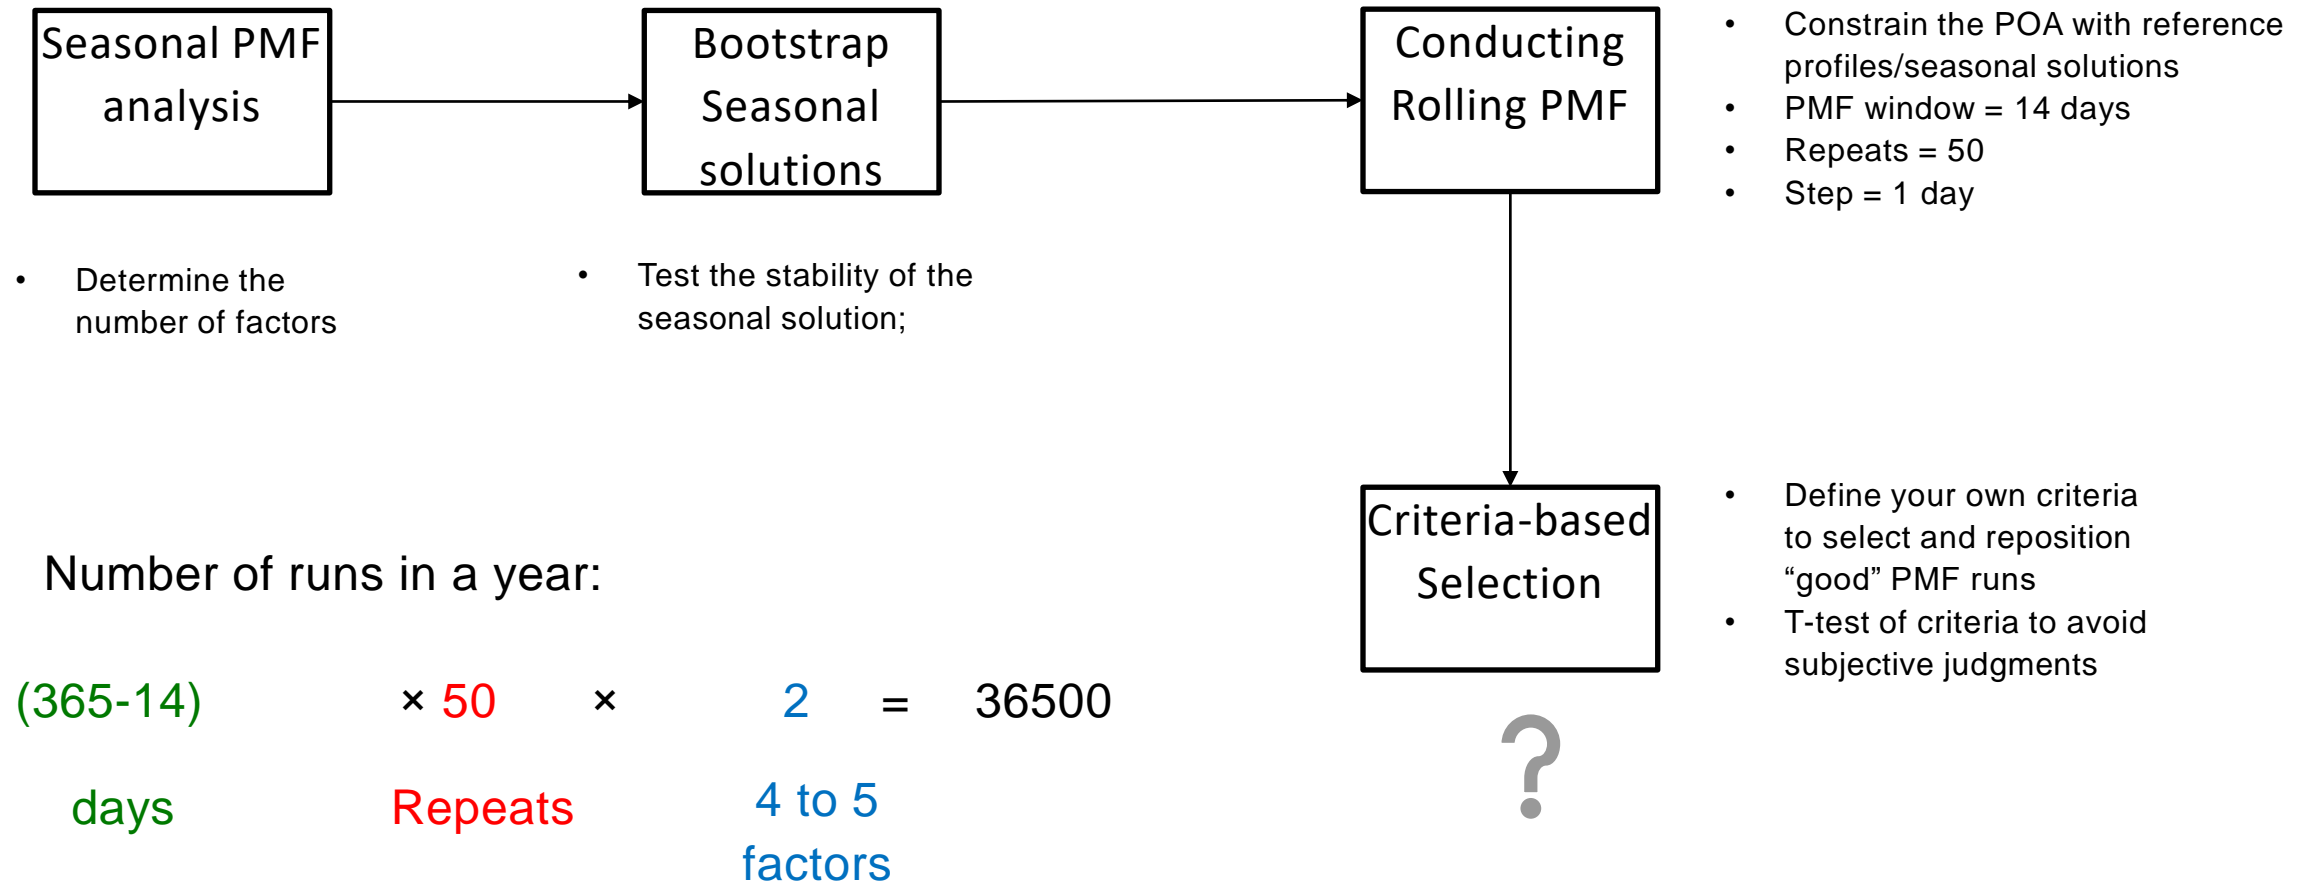 Seasonal PMF
analysis
• Determine the
number of factors
Bootstrap
Seasonal
solutions
• Test the stability of the
seasonal solution;
Conducting
Rolling PMF
• Constrain the POA with reference
profiles/seasonal solutions
• PMF window = 14 days
• Repeats = 50
• Step = 1 day
Criteria-based
Selection
• Define your own criteria
to select and reposition
“good” PMF runs
• T-test of criteria to avoid
subjective judgments
?
Number of runs in a year:
(365-14) × 50 × 2 = 36500
days Repeats 4 to 5
factors